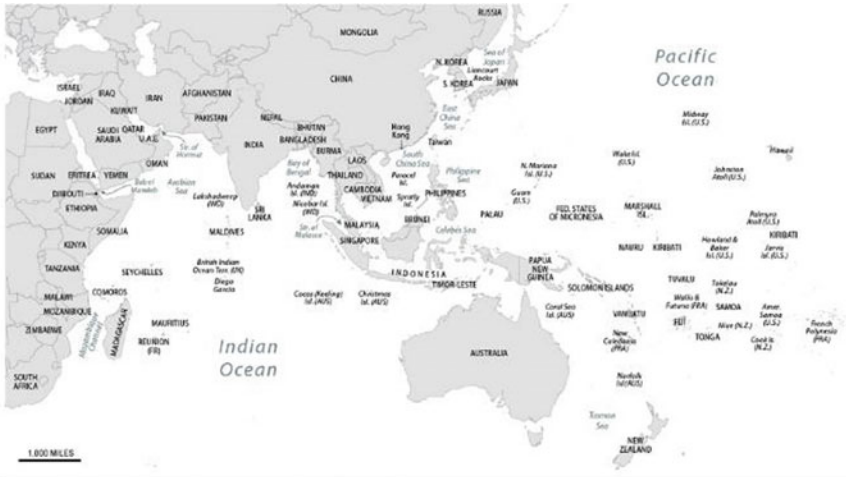 RUSSIA
MONGOLIA
Pacific
Ocean
Sea of
Japan
N. KOREA
Liancourt
Rocks
CHINA
S. KOREA
JAPAN
ISRAEL
IRAQ
IRAN
AFGHANISTAN
JORDAN
KUWAIT
East
China
Sea
PAKISTAN
NEPAL
Midway
Isl. (U.S.)
EGYPT
SAUDI
ARABIA
QATAR
U.A.E.
BHUTAN
BANGLADESH
Hong
Kong
Taiwan
Str. of
Hormuz
INDIA
BURMA
Hawaii
OMAN
LAOS
South
China Sea
Wake Isl.
(U.S.)
SUDAN
ERITREA
YEMEN
Bay of
Bengal
THAILAND
Paracel
Isl.
Philippine
Sea
N. Mariana
Isl. (U.S.)
Johnston
Atoll (U.S.)
DJIBOUTI
Babel
Mandeb
Arabian
Sea
Lakshadweep
(IND)
Andaman
Isl. (IND)
Nicobar Isl.
(IND)
CAMBODIA
VIETNAM
Spratly
Isl.
PHILIPPINES
Guam
(U.S.)
ETHIOPIA
SRI
LANKA
PALAU
FED. STATES
OF MICRONESIA
MARSHALL
ISL.
Palmyra
Atoll (U.S.)
SOMALIA
MALDIVES
Str. of
Malacca
MALAYSIA
BRUNEI
Celebes Sea
KIRIBATI
KENYA
SINGAPORE
NAURU
KIRIBATI
Howland &
Baker
Isl. (U.S.)
Jarvis
Isl. (U.S.)
TANZANIA
SEYCHELLES
British Indian
Ocean Terr. (UK)
Diego
Garcia
INDONESIA
PAPUA
NEW
GUINEA
TIMOR-LESTE
SOLOMON ISLANDS
TUVALU
Tokelau
(N.Z.)
MALAWI
COMOROS
Cocos (Keeling)
Isl. (AUS)
Christmas
Isl. (AUS)
Coral Sea
Isl. (AUS)
Wallis &
Futuna (FRA)
SAMOA
Amer.
Samoa
(U.S.)
MOZAMBIQUE
VANUATU
FIJI
ZIMBABWE
Mozambique
Channel
MADAGASCAR
MAURITIUS
REUNION
(FR)
New
Caledonia
(FRA)
TONGA
Niue (N.Z.)
Cook Is.
(N.Z.)
French
Polynesia
(FRA)
Indian
Ocean
AUSTRALIA
SOUTH
AFRICA
Norfolk
Isl (AUS)
Tasman
Sea
NEW
ZEALAND
1,000 MILES